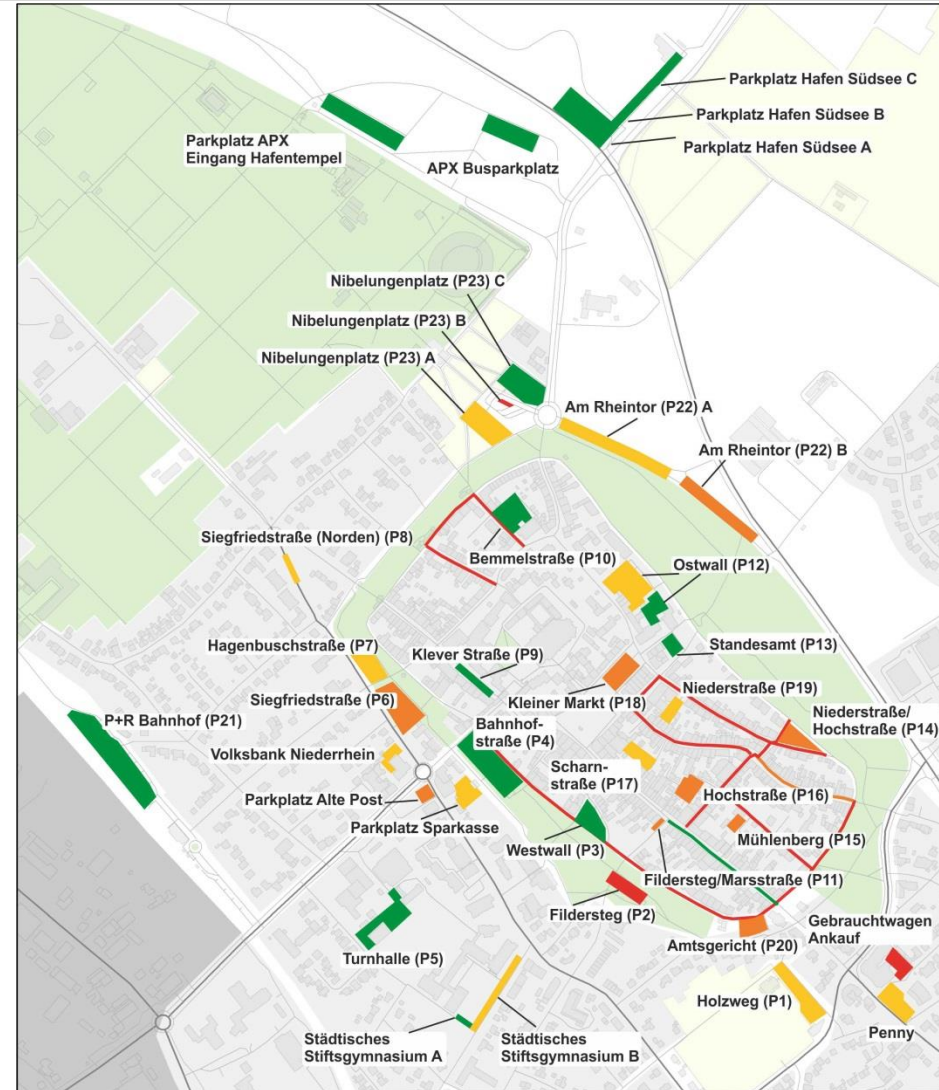 Parkplatz Hafen Südsee C
Parkplatz Hafen Südsee B
Parkplatz Hafen Südsee A
Parkplatz APX
Eingang Hafentempel
APX Busparkplatz
Nibelungenplatz (P23) C
Nibelungenplatz (P23) B
Nibelungenplatz (P23) A
Am Rheintor (P22) A
Am Rheintor (P22) B
Siegfriedstraße (Norden) (P8)
Bemmelstraße (P10)
Ostwall (P12)
Hagenbuschstraße (P7)
Klever Straße (P9)
Standesamt (P13)
Siegfriedstraße (P6)
Kleiner Markt (P18)
Niederstraße (P19)
P+R Bahnhof (P21)
Bahnhof-
straße (P4)
Niederstraße/
Hochstraße (P14)
Volksbank Niederrhein
Scharn-
straße (P17)
Parkplatz Alte Post
Hochstraße (P16)
Parkplatz Sparkasse
Mühlenberg (P15)
Westwall (P3)
Fildersteg/Marsstraße (P11)
Fildersteg (P2)
Gebrauchtwagen
Ankauf
Amtsgericht (P20)
Turnhalle (P5)
Holzweg (P1)
Penny
Städtisches
Stiftsgymnasium A
Städtisches
Stiftsgymnasium B